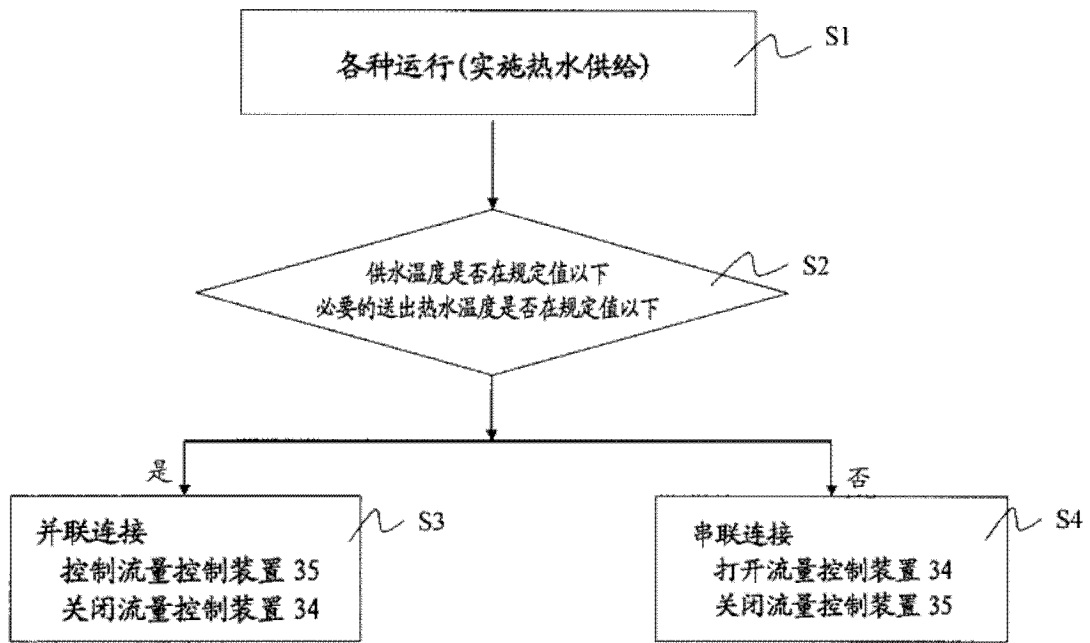 各种运行(实施热水供给)
S1
供水温度是否在规定值以下
必要的送出热水温度是否在规定值以下
S2
是
否
并联连接
控制流量控制装置 35
关闭流量控制装置 34
S3
串联连接
打开流量控制装置 34
关闭流量控制装置 35
S4